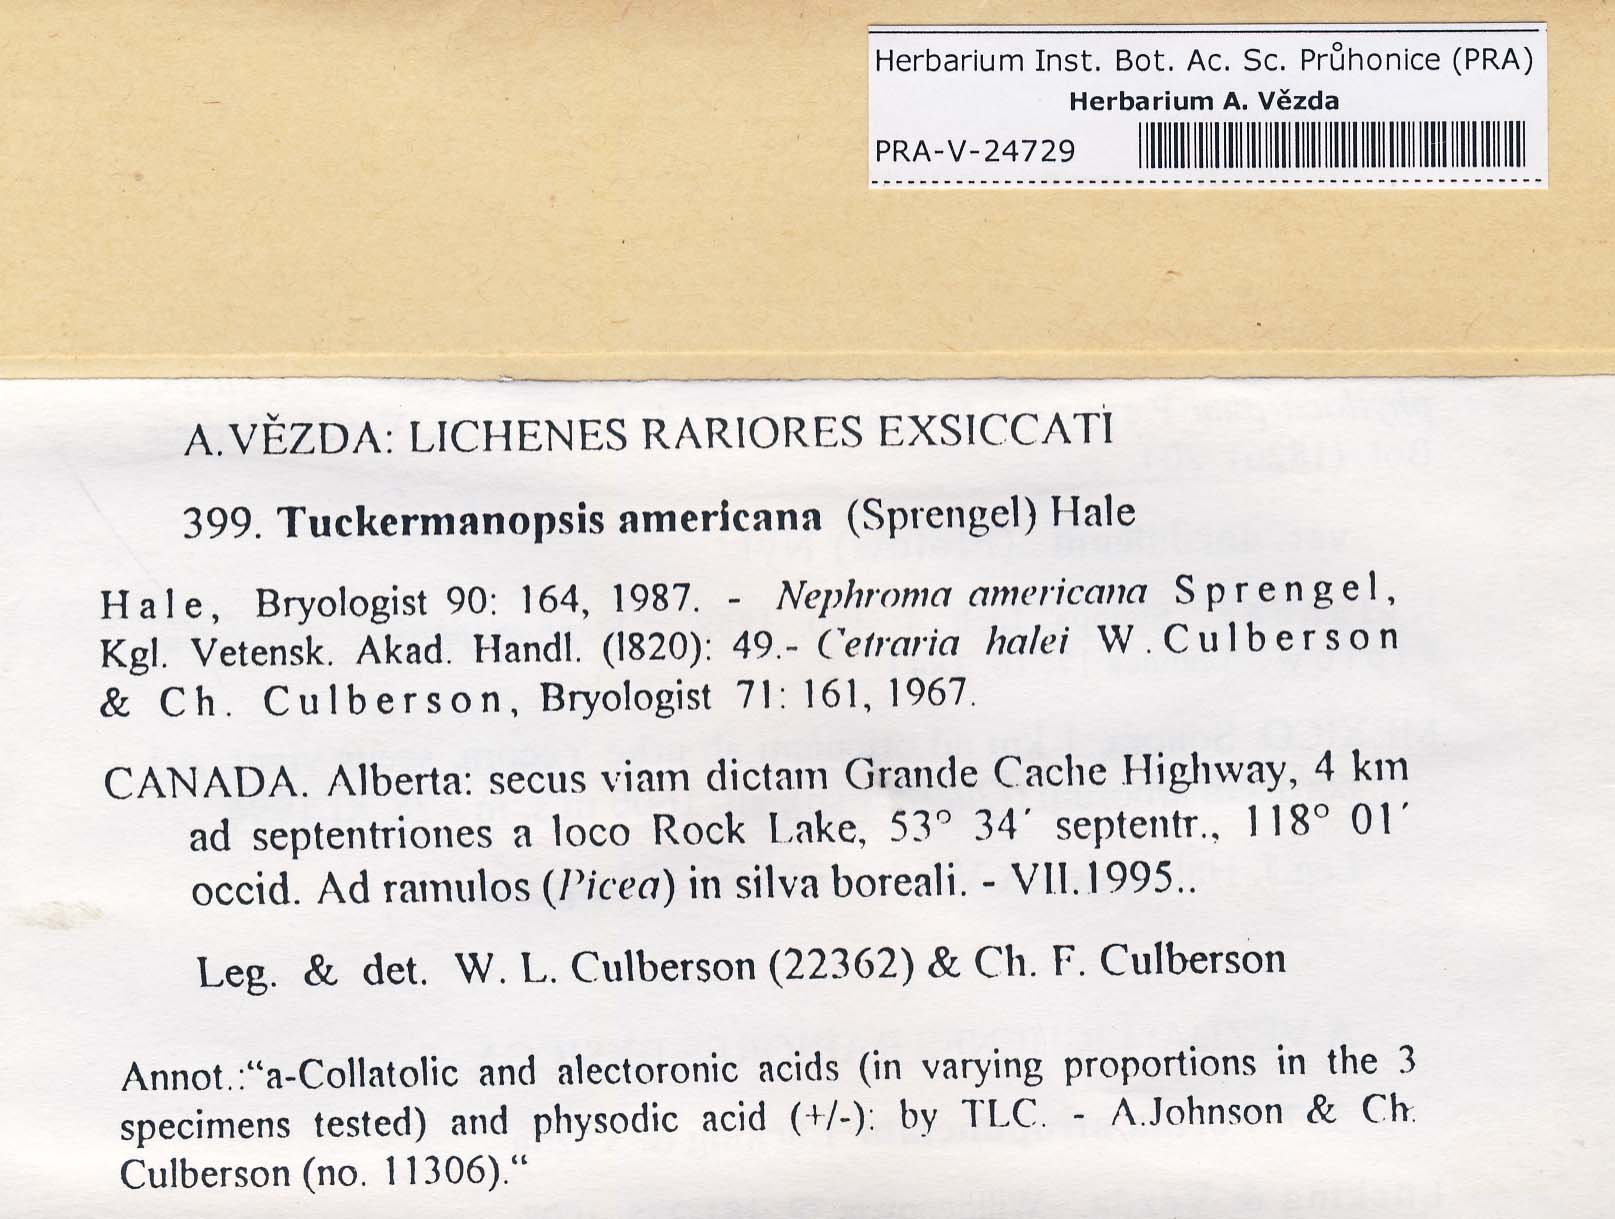 Herbarium Inst. Bot. Ac. Sc. Průhonice (PRA)
Herbarium A. Vězda
PRA-V-24729
A.VĚZDA: LICHENES RARIORES EXSICCATI
399. Tuckermanopsis americana (Sprengel) Hale
Hale, Bryologist 90: 164, 1987. - Nephroma americana Sprengel,
Kgl. Vetensk. Akad. Handl. (1820): 49.- Cetraria halei W.Culberson
& Ch. Culberson, Bryologist 71: 161, 1967.
CANADA. Alberta: secus viam dictam Grande Cache Highway, 4 km
ad septentriones a loco Rock Lake, 53° 34´ septentr., 118° 01´
occid. Ad ramulos (Picea) in silva boreali. - VII.1995..
Leg. & det. W. L. Culberson (22362) & Ch. F. Culberson
Annot.:“a-Collatolic and alectoronic acids (in varying proportions in the 3
specimens tested) and physodic acid (+/-): by TLC. - A.Johnson & Ch.
Culberson (no. 11306).“